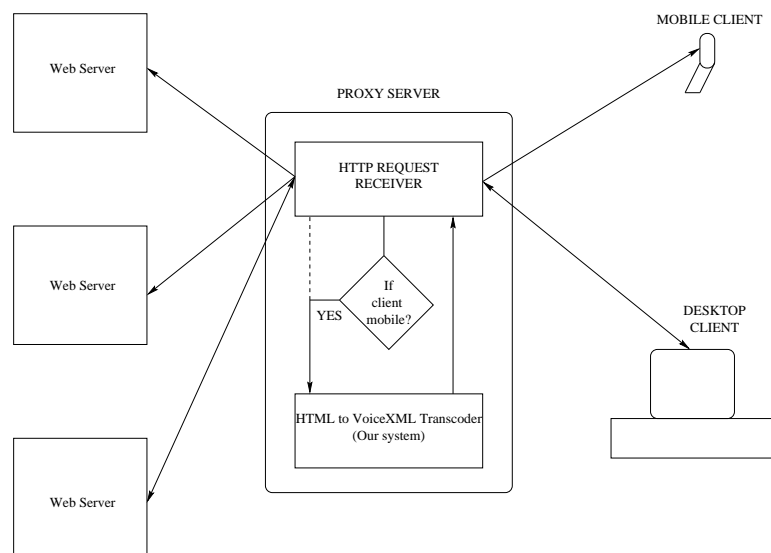 MOBILE CLIENT
Web Server
PROXY SERVER
HTTP REQUEST
RECEIVER
Web Server
If
client
mobile?
YES
DESKTOP
CLIENT
HTML to VoiceXML Transcoder
(Our system)
Web Server